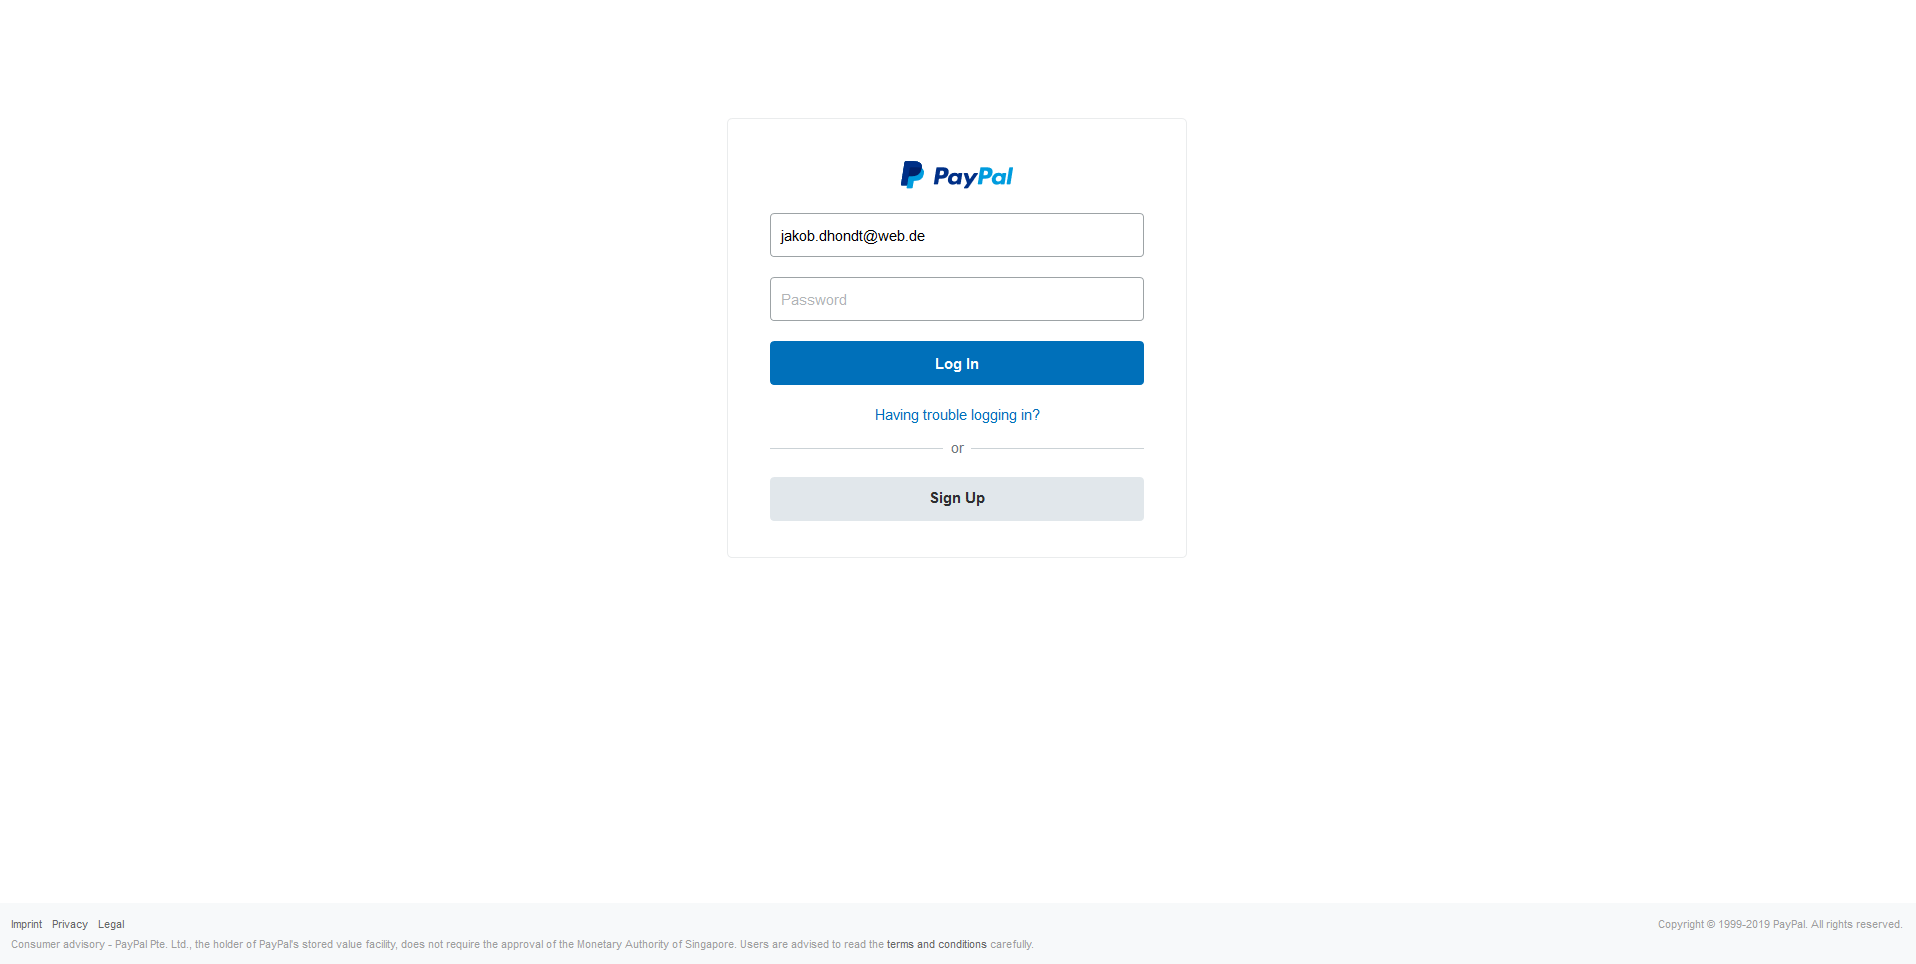 PayPal
jakob.dhondt@web.de
Password
Log In
Having trouble logging in?
or
Sign Up
Imprint Privacy Legal
Copyright © 1999-2019 PayPal. All rights reserved.
Consumer advisory - PayPal Pte. Ltd., the holder of PayPal's stored value facility, does not require the approval of the Monetary Authority of Singapore. Users are advised to read the terms and conditions carefully.